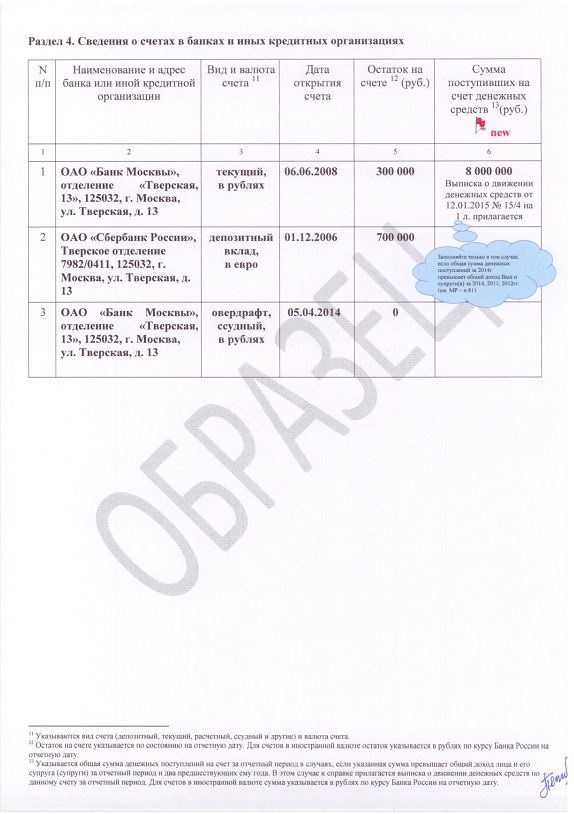 Раздел 4. Сведения о счетах в банках и иных кредитных организациях
N п/п
Наименование и адрес банка или иной кредитной организации
Вид и валюта счета 11
Дата открытия счета
Остаток на счете 12 (руб.)
Сумма поступивших на счет денежных средств 13(руб.)
new
1 2 3 4 5 6
1
ОАО «Банк Москвы»,
отделение «Тверская,
13», 125032, г. Москва,
ул. Тверская, д. 13
текущий,
в рублях
06.06.2008
300 000
8 000 000
Выписка о движении
денежных средств от
12.01.2015 № 15/4 на
1 л. прилагается
2
ОАО «Сбербанк России»,
Тверское отделение
7982/0411, 125032, г.
Москва, ул. Тверская, д.
13
депозитный
вклад,
в евро
01.12.2006
700 000
Заполняйте только в том случае,
если общая сумма денежных
поступлений за 2014г.
превышает общий доход Ваш и
супруги(а) за 2014, 2013, 2012гг.
(см. МР – п.81)
3
ОАО «Банк Москвы»,
отделение «Тверская,
13», 125032, г. Москва,
ул. Тверская, д. 13
овердрафт,
ссудный,
в рублях
05.04.2014
0
ОБРАЗЕЦ
11 Указываются вид счета (депозитный, текущий, расчетный, ссудный и другие) и валюта счета.
12 Остаток на счете указывается по состоянию на отчетную дату. Для счетов в иностранной валюте остаток указывается в рублях по курсу Банка России на
отчетную дату.
13 Указывается общая сумма денежных поступлений на счет за отчетный период в случаях, если указанная сумма превышает общий доход лица и его
супруга (супруги) за отчетный период и два предшествующих ему года. В этом случае к справке прилагается выписка о движении денежных средств по
данному счету за отчетный период. Для счетов в иностранной валюте сумма указывается в рублях по курсу Банка России на отчетную дату.